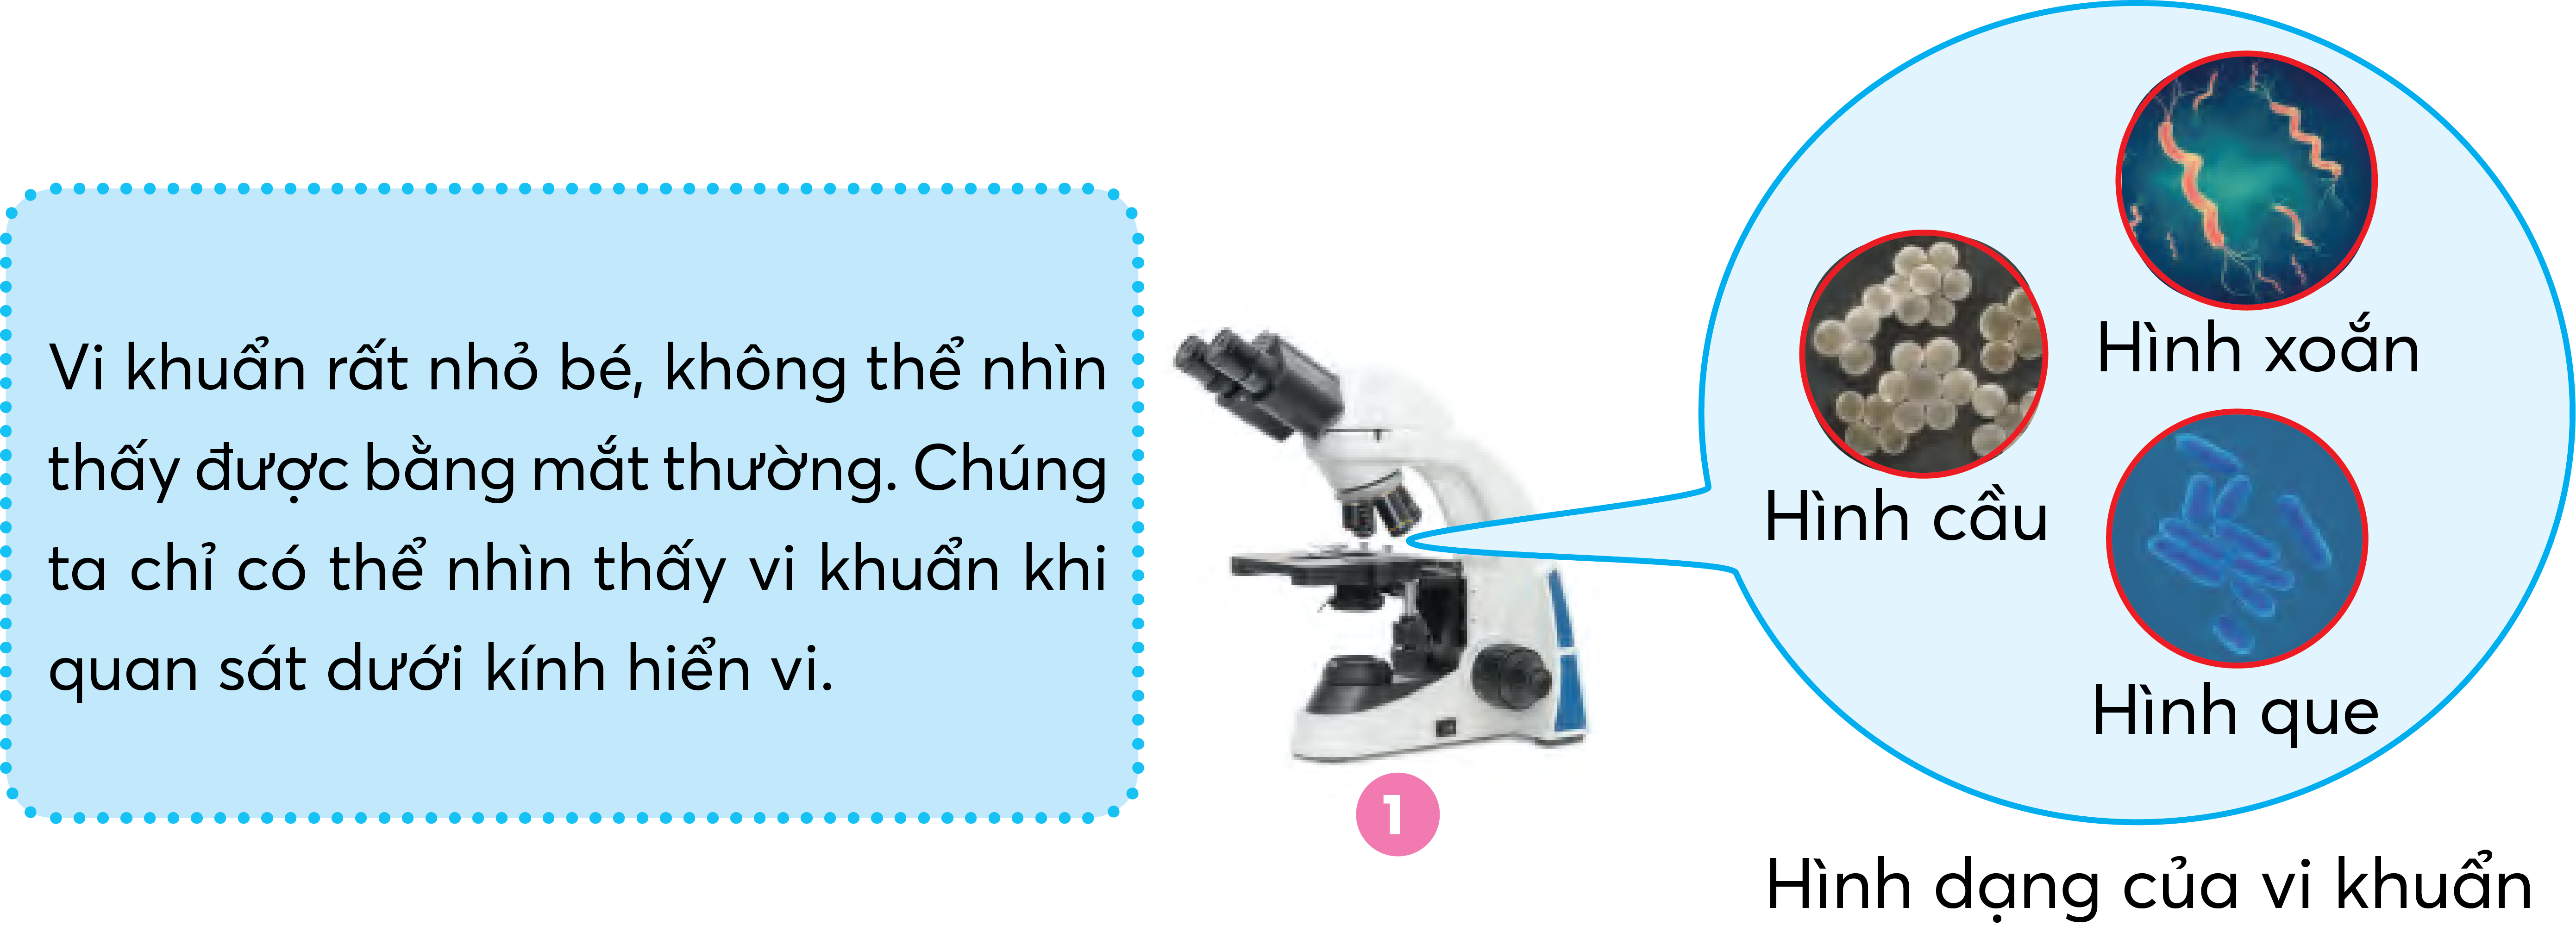 Vi khuẩn rất nhỏ bé, không thể nhìn
thấy được bằng mắt thường. Chúng
ta chỉ có thể nhìn thấy vi khuẩn khi
quan sát dưới kính hiển vi.
1
Hình xoắn
Hình cầu
Hình que
Hình dạng của vi khuẩn